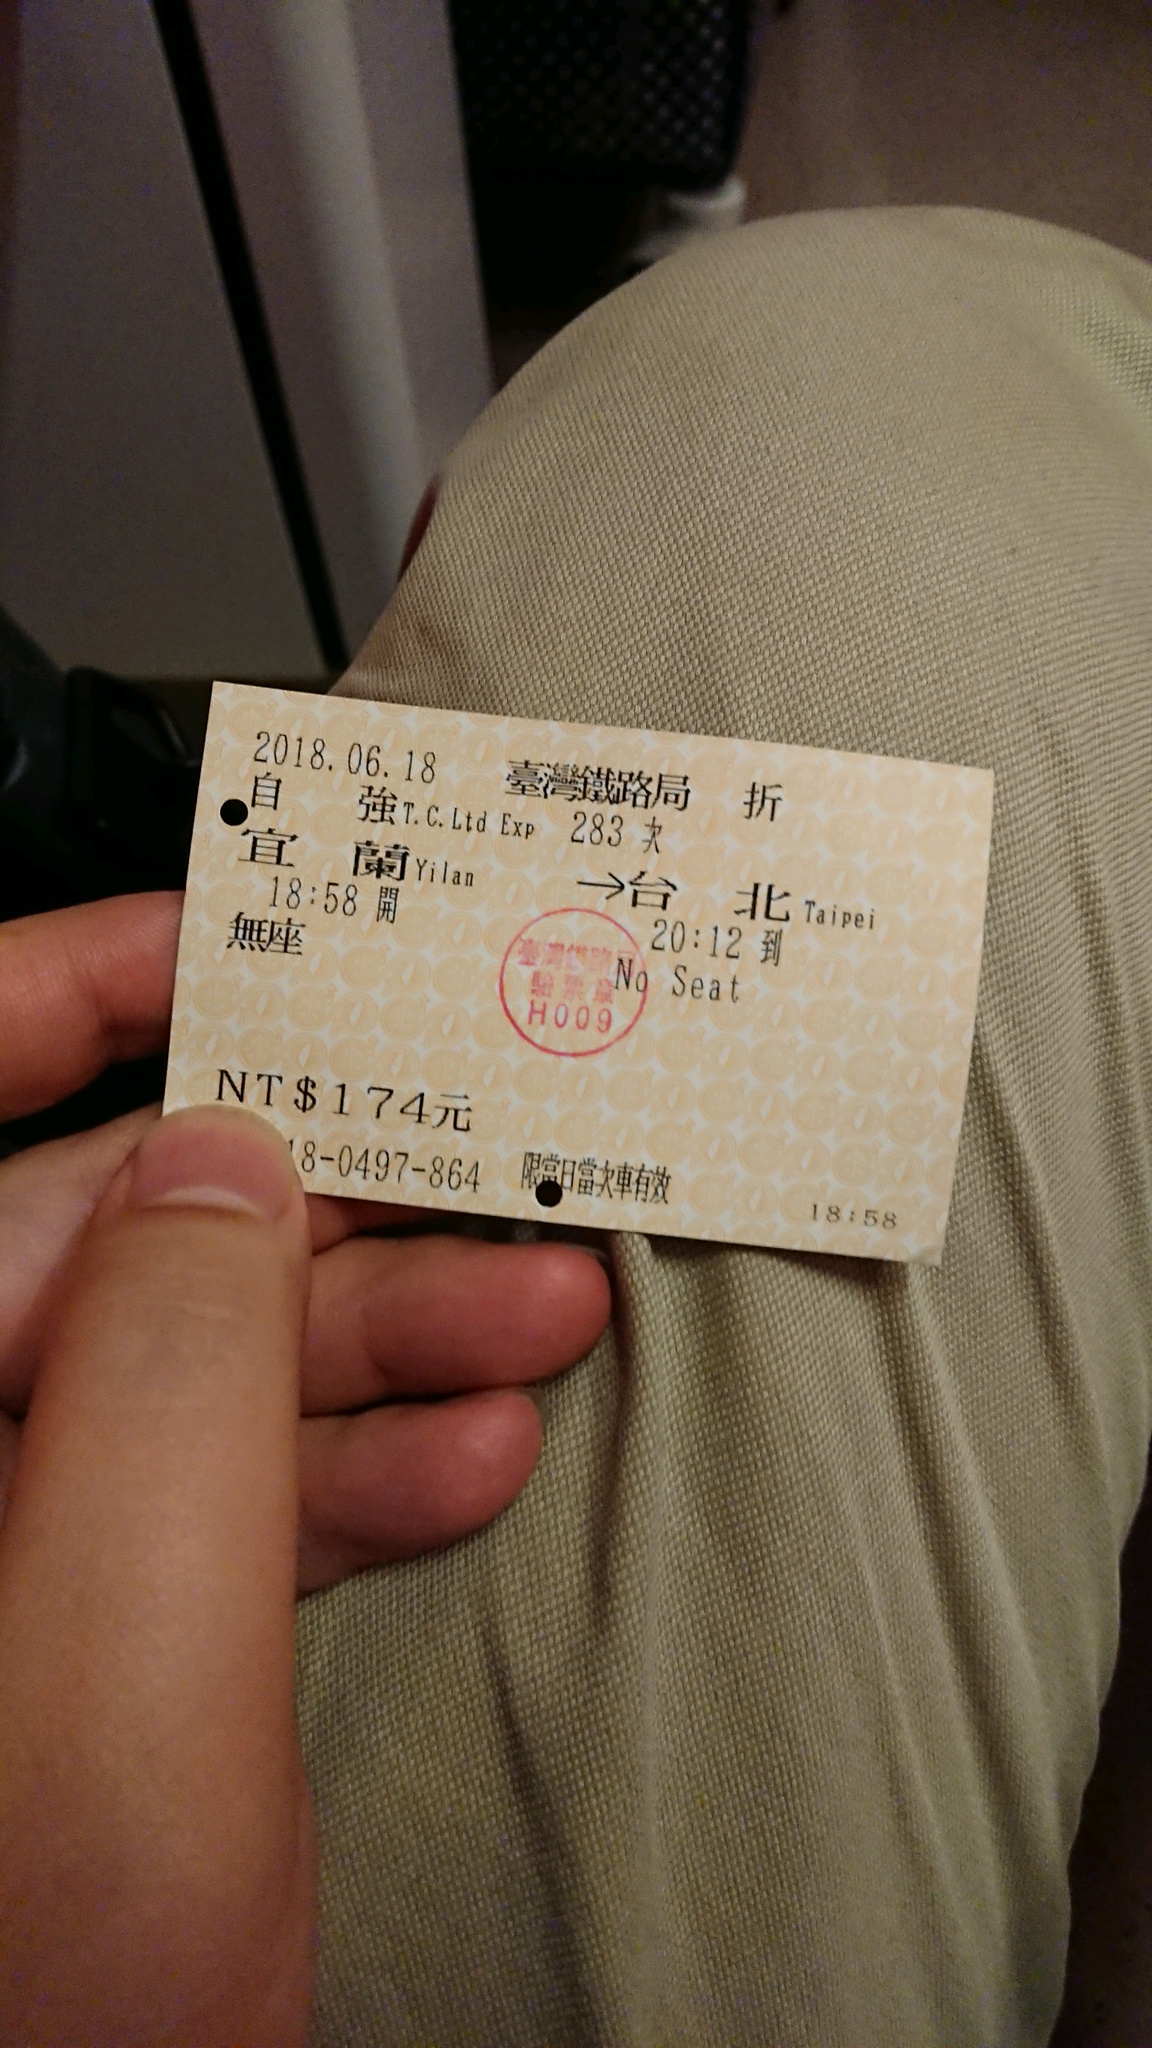 2018.06.18 臺灣鐵路局 折
自強 T.C.Ltd Exp 283 次
宜蘭 Yilan →台北 Taipei
18:58 開 20:12 到
無座 No Seat
臺灣鐵路局
驗票章
H009
NT$174元
18-0497-864 限當日當次車有效 18:58